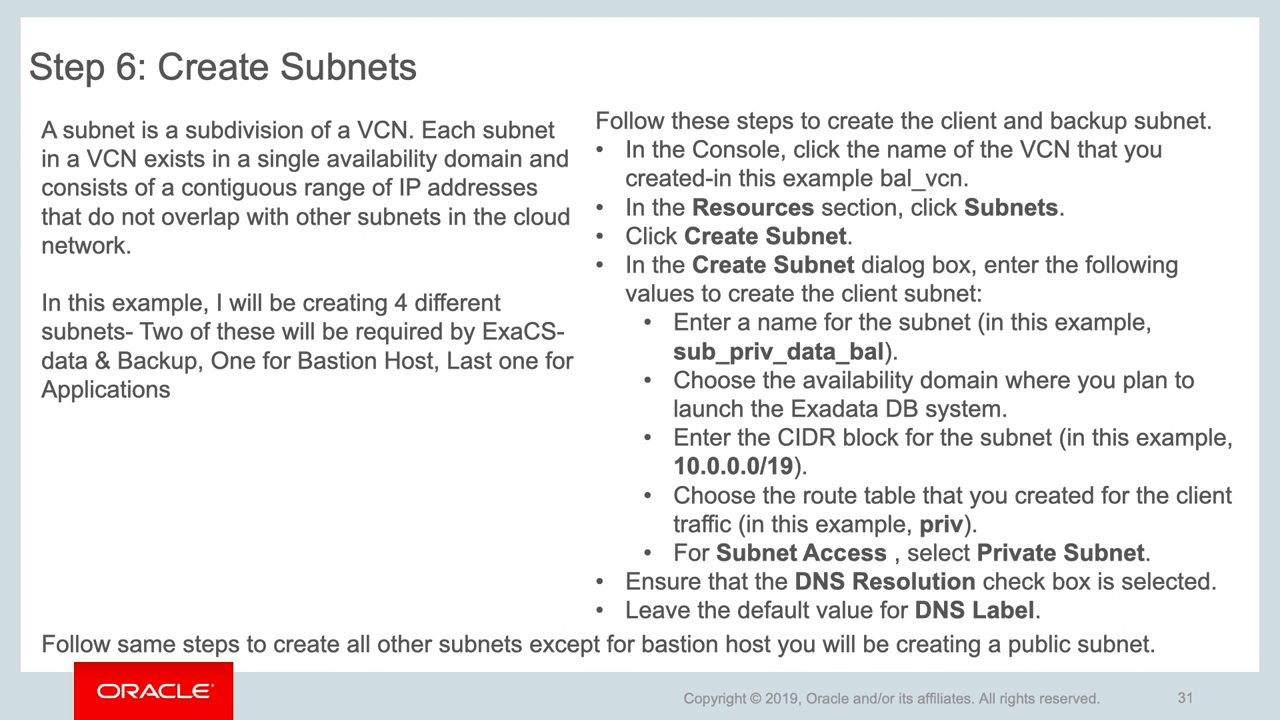 Step 6: Create Subnets
A subnet is a subdivision of a VCN. Each subnet
in a VCN exists in a single availability domain and
consists of a contiguous range of IP addresses
that do not overlap with other subnets in the cloud
network.
In this example, I will be creating 4 different
subnets- Two of these will be required by ExaCS-
data & Backup, One for Bastion Host, Last one for
Applications
Follow these steps to create the client and backup subnet.
• In the Console, click the name of the VCN that you
created-in this example bal_vcn.
• In the Resources section, click Subnets.
• Click Create Subnet.
• In the Create Subnet dialog box, enter the following
values to create the client subnet:
• Enter a name for the subnet (in this example,
sub_priv_data_bal).
• Choose the availability domain where you plan to
launch the Exadata DB system.
• Enter the CIDR block for the subnet (in this example,
10.0.0.0/19).
• Choose the route table that you created for the client
traffic (in this example, priv).
• For Subnet Access , select Private Subnet.
• Ensure that the DNS Resolution check box is selected.
• Leave the default value for DNS Label.
Follow same steps to create all other subnets except for bastion host you will be creating a public subnet.
ORACLE
Copyright © 2019, Oracle and/or its affiliates. All rights reserved.
31